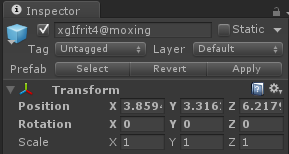 Inspector
xgIfrit4@moxing Static
Tag Untagged Layer Default
Prefab Select Revert Apply
Transform
Position X 3.8594 Y 3.3163 Z 6.2179
Rotation X 0 Y 0 Z 0
Scale X 1 Y 1 Z 1